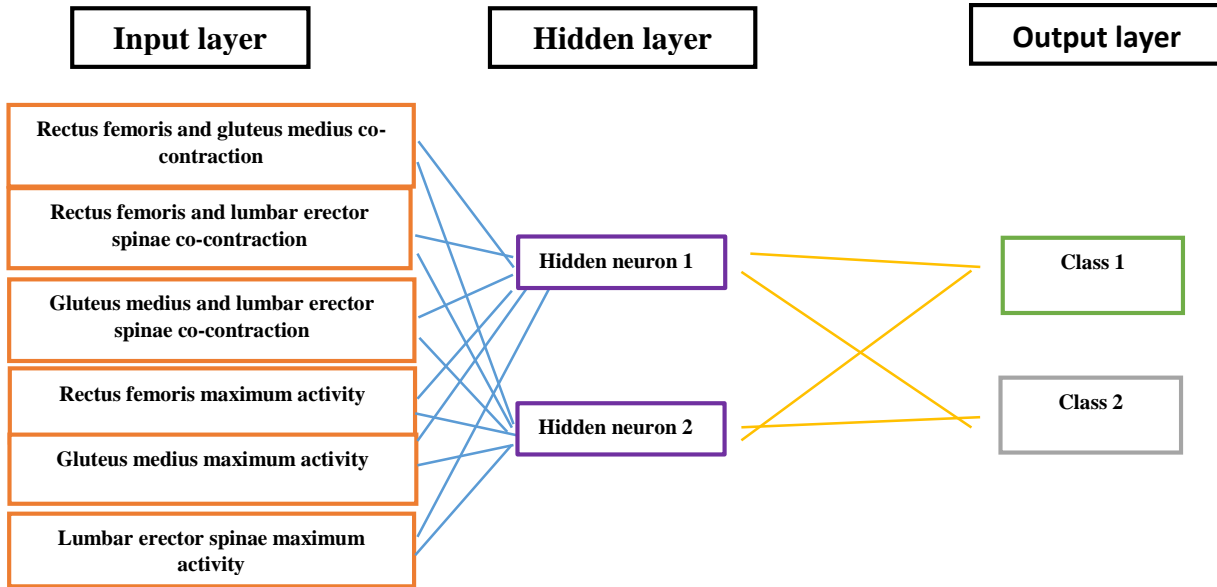 Input layer
Hidden layer
Output layer
Rectus femoris and gluteus medius co-
contraction
Rectus femoris and lumbar erector
spinae co-contraction
Gluteus medius and lumbar erector
spinae co-contraction
Rectus femoris maximum activity
Gluteus medius maximum activity
Lumbar erector spinae maximum
activity
Hidden neuron 1
Hidden neuron 2
Class 1
Class 2